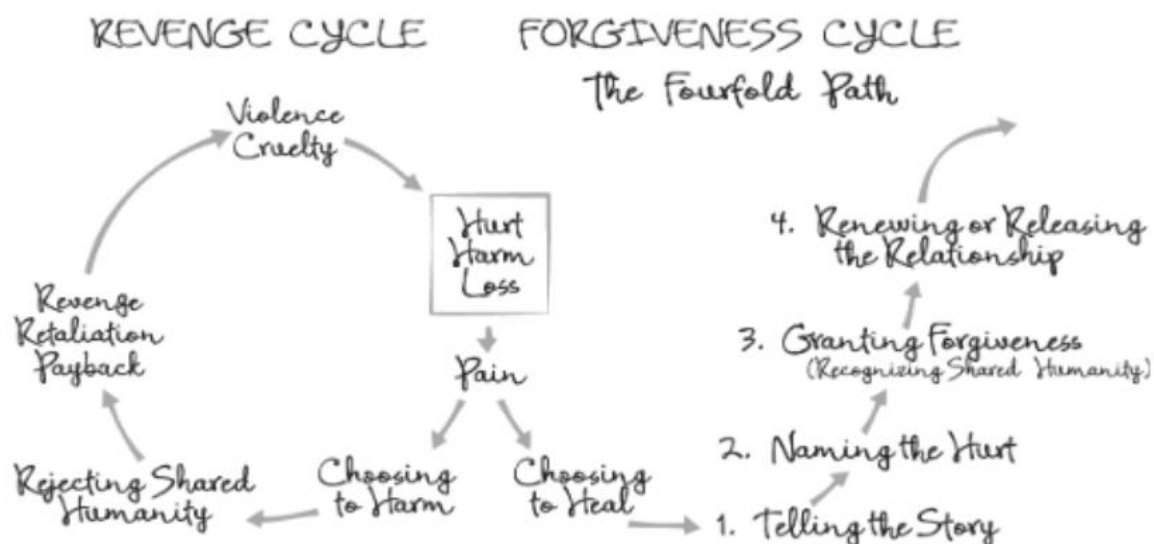 REVENGE CYCLE
Violence
Cruelty
Hurt
Harm
Loss
Pain
Choosing
to Harm
Rejecting Shared
Humanity
Revenge
Retaliation
Payback
Choosing
to Heal
FORGIVENESS CYCLE
The Fourfold Path
1. Telling the Story
2. Naming the Hurt
3. Granting Forgiveness
(Recognizing Shared Humanity)
4. Renewing or Releasing
the Relationship